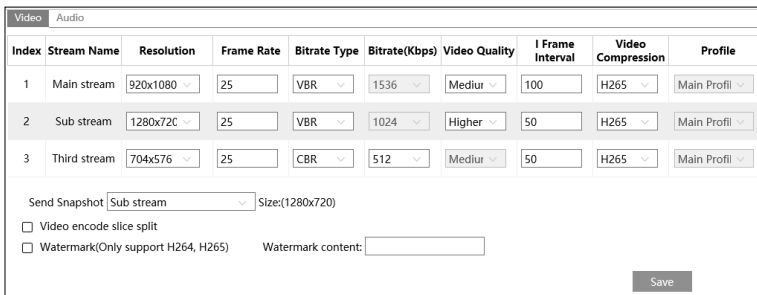 Video Audio
Index Stream Name Resolution Frame Rate Bitrate Type Bitrate(Kbps) Video Quality I Frame Interval Video Compression Profile
1 Main stream 920x1080 25 VBR 1536 Mediur 100 H265 Main Profil
2 Sub stream 1280x72C 25 VBR 1024 Higher 50 H265 Main Profil
3 Third stream 704x576 25 CBR 512 Mediur 50 H265 Main Profil
Send Snapshot Sub stream Size:(1280x720)
Video encode slice split
Watermark(Only support H264, H265) Watermark content:
Save